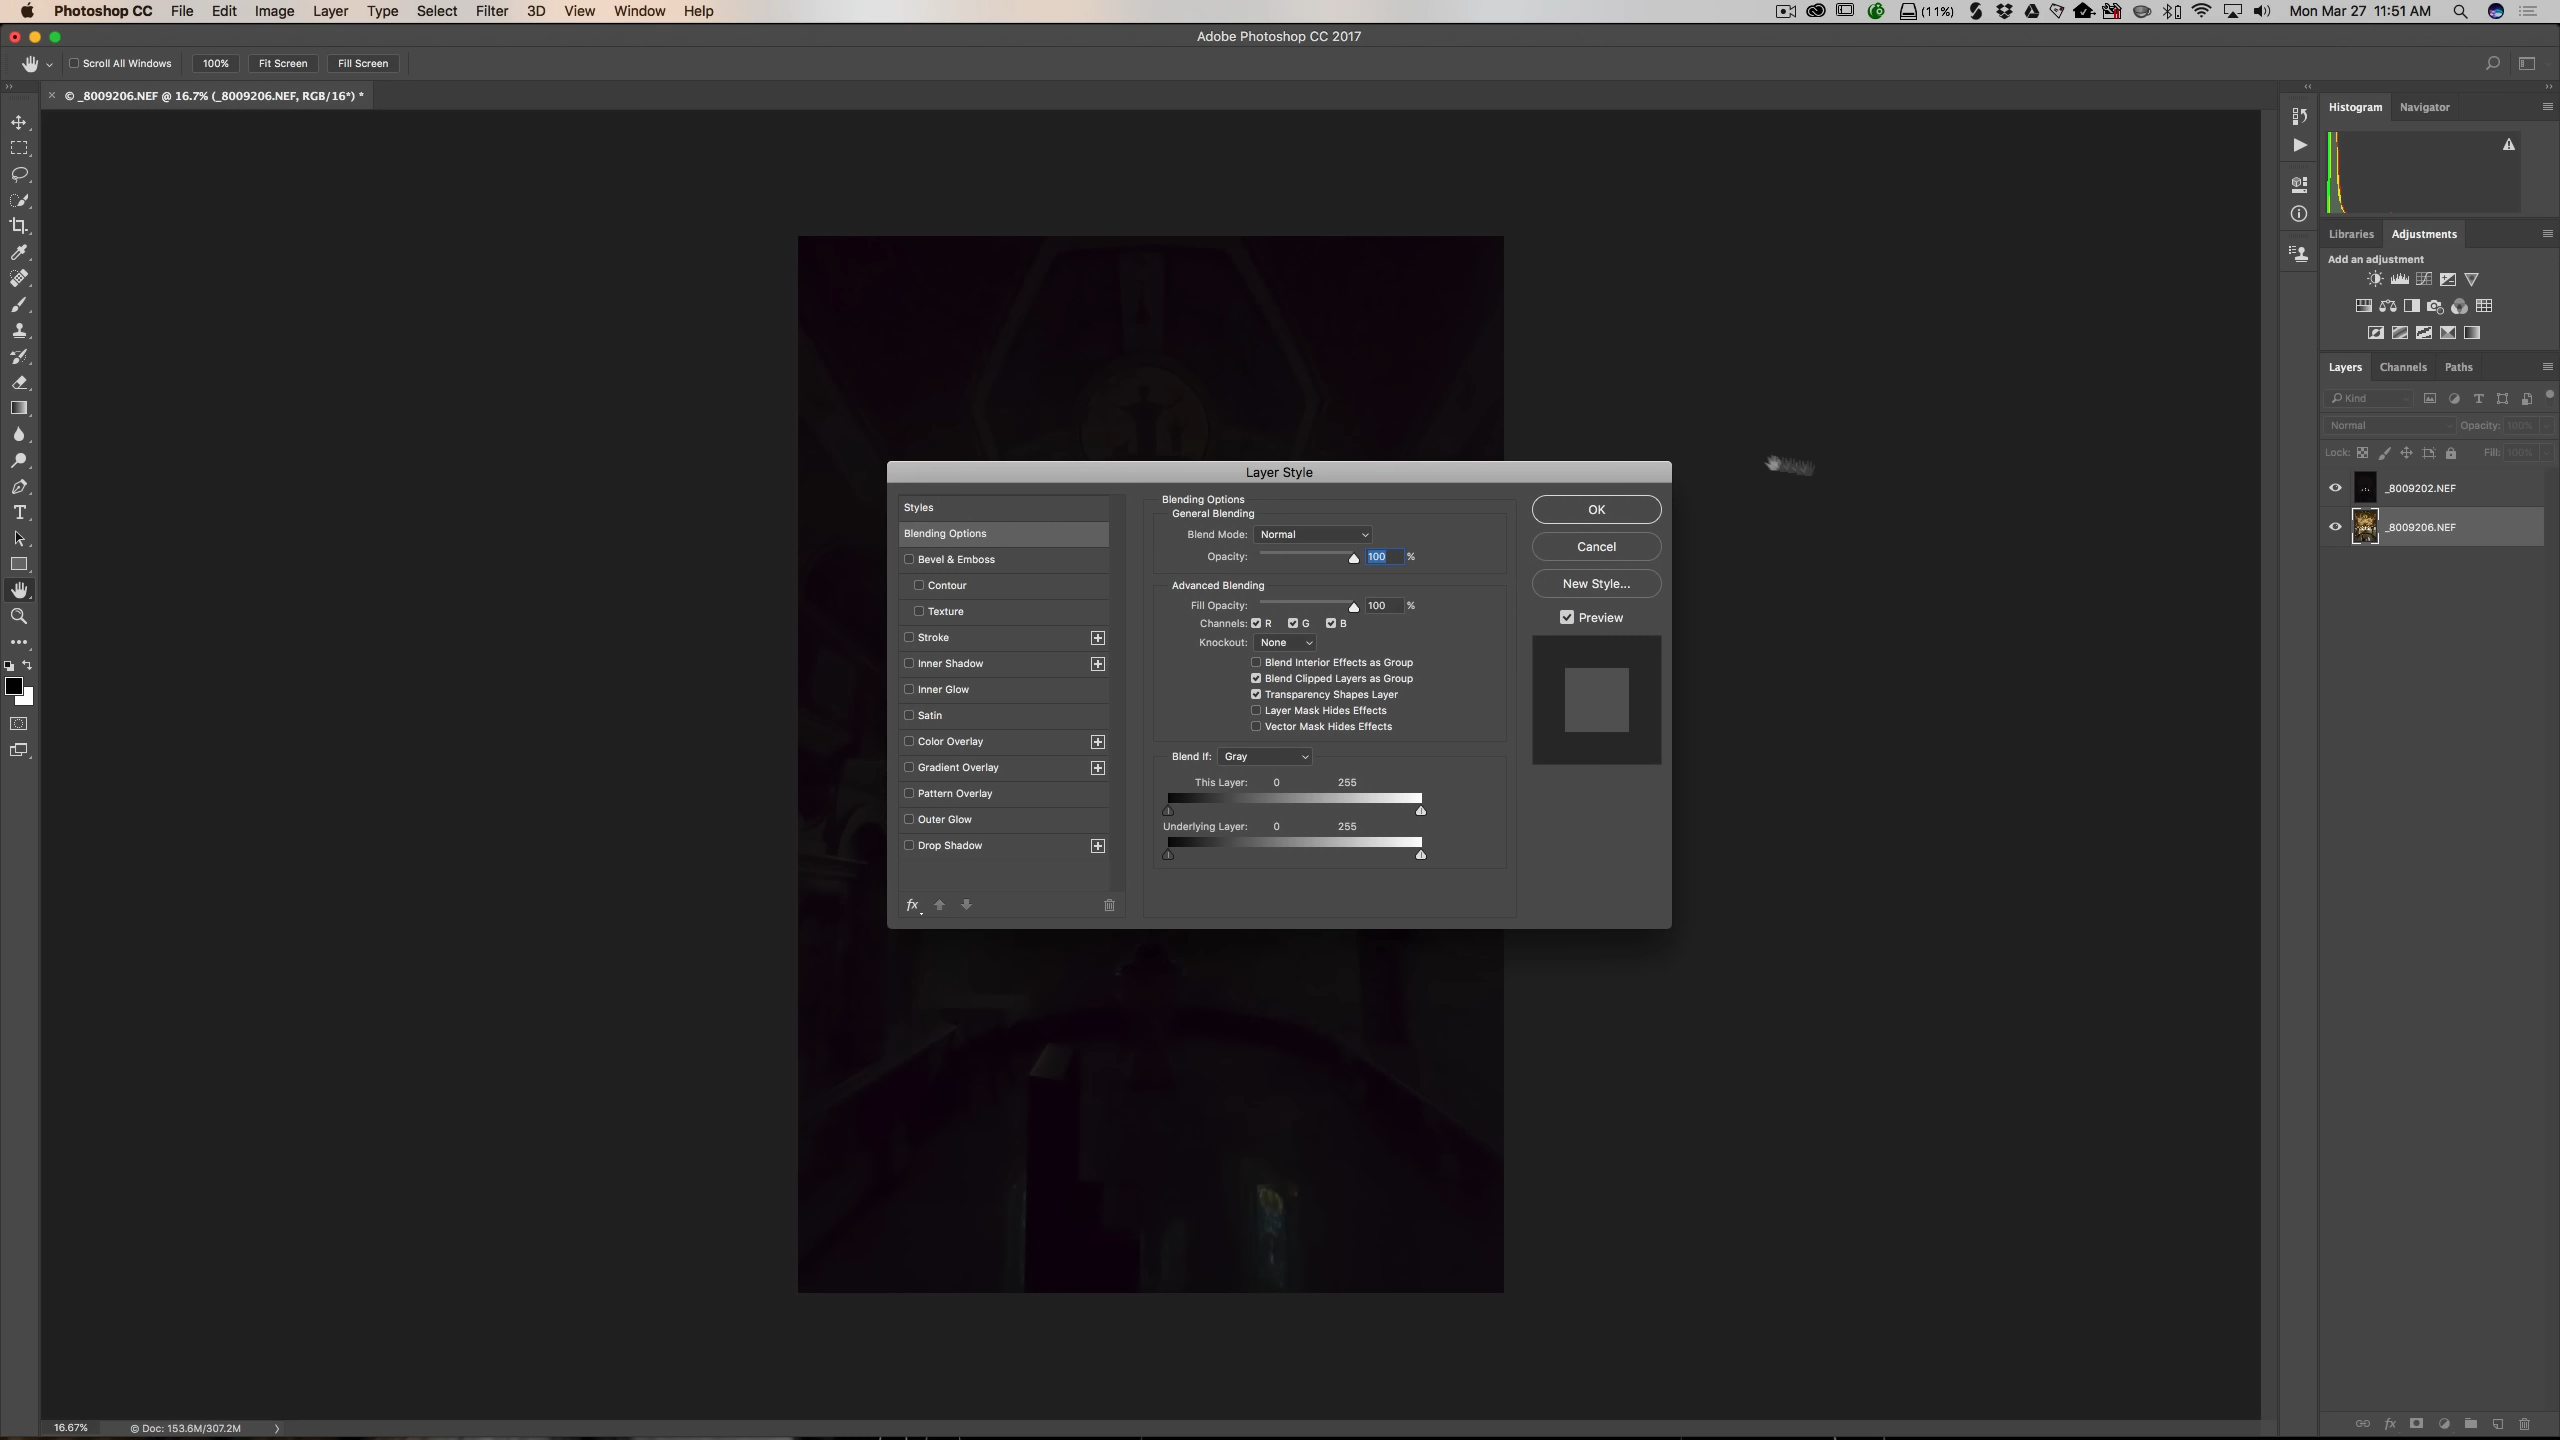 Photoshop CC File Edit Image Layer Type Select Filter 3D View Window Help (11%) Mon Mar 27 11:51 AM
Adobe Photoshop CC 2017
Scroll All Windows 100% Fit Screen Fill Screen
× © _8009206.NEF @ 16.7% (_8009206.NEF, RGB/16*) *
Histogram Navigator
Libraries Adjustments
Add an adjustment
Layers Channels Paths
Kind
Normal Opacity: 100%
Lock: Fill: 100%
_8009202.NEF
_8009206.NEF
Layer Style
Styles
Blending Options
Bevel & Emboss
Contour
Texture
Stroke
Inner Shadow
Inner Glow
Satin
Color Overlay
Gradient Overlay
Pattern Overlay
Outer Glow
Drop Shadow
fx
Blending Options
General Blending
Blend Mode: Normal
Opacity: 100 %
Advanced Blending
Fill Opacity: 100 %
Channels: R G B
Knockout: None
Blend Interior Effects as Group
Blend Clipped Layers as Group
Transparency Shapes Layer
Layer Mask Hides Effects
Vector Mask Hides Effects
Blend If: Gray
This Layer: 0 255
Underlying Layer: 0 255
OK
Cancel
New Style...
Preview
16.67% © Doc: 153.6M/307.2M
fx